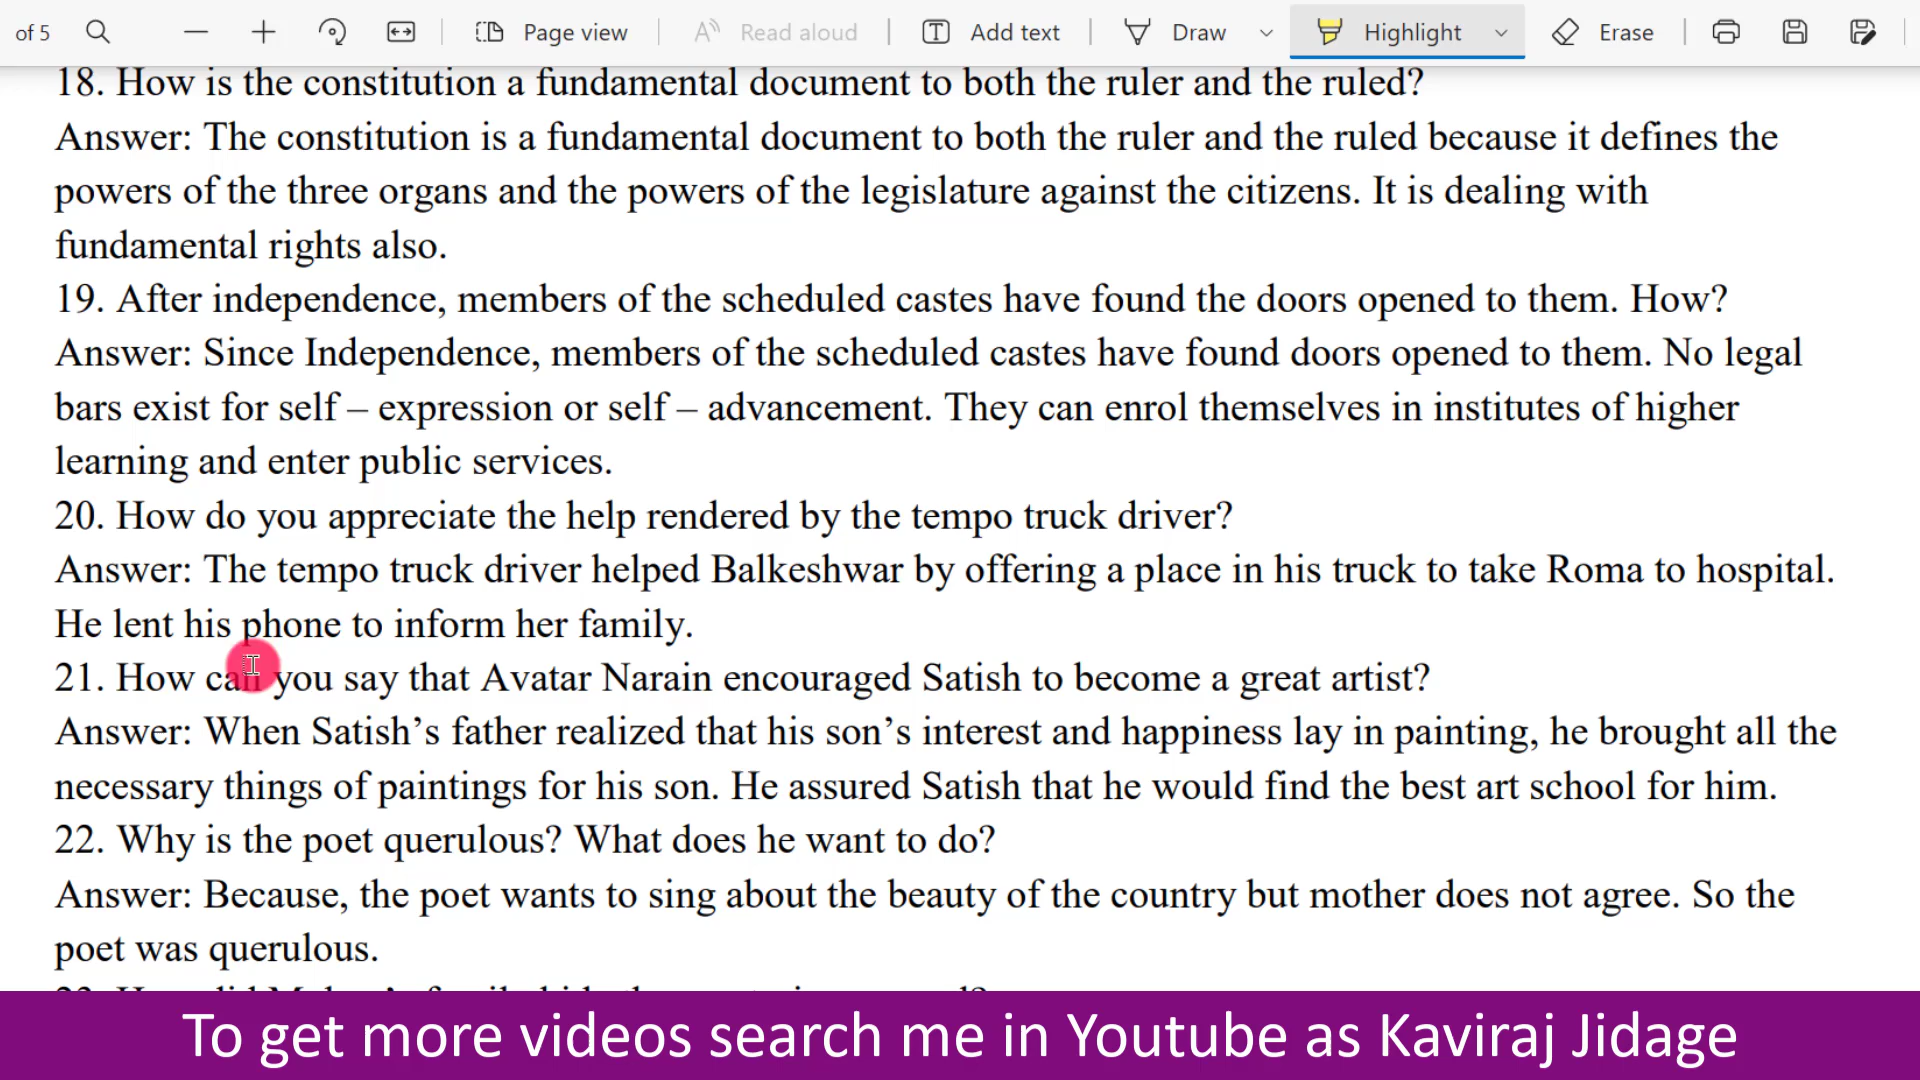 of 5
Page view
Read aloud
Add text
Draw
Highlight
Erase
18. How is the constitution a fundamental document to both the ruler and the ruled?
Answer: The constitution is a fundamental document to both the ruler and the ruled because it defines the
powers of the three organs and the powers of the legislature against the citizens. It is dealing with
fundamental rights also.
19. After independence, members of the scheduled castes have found the doors opened to them. How?
Answer: Since Independence, members of the scheduled castes have found doors opened to them. No legal
bars exist for self – expression or self – advancement. They can enrol themselves in institutes of higher
learning and enter public services.
20. How do you appreciate the help rendered by the tempo truck driver?
Answer: The tempo truck driver helped Balkeshwar by offering a place in his truck to take Roma to hospital.
He lent his phone to inform her family.
21. How can you say that Avatar Narain encouraged Satish to become a great artist?
Answer: When Satish’s father realized that his son’s interest and happiness lay in painting, he brought all the
necessary things of paintings for his son. He assured Satish that he would find the best art school for him.
22. Why is the poet querulous? What does he want to do?
Answer: Because, the poet wants to sing about the beauty of the country but mother does not agree. So the
poet was querulous.
To get more videos search me in Youtube as Kaviraj Jidage